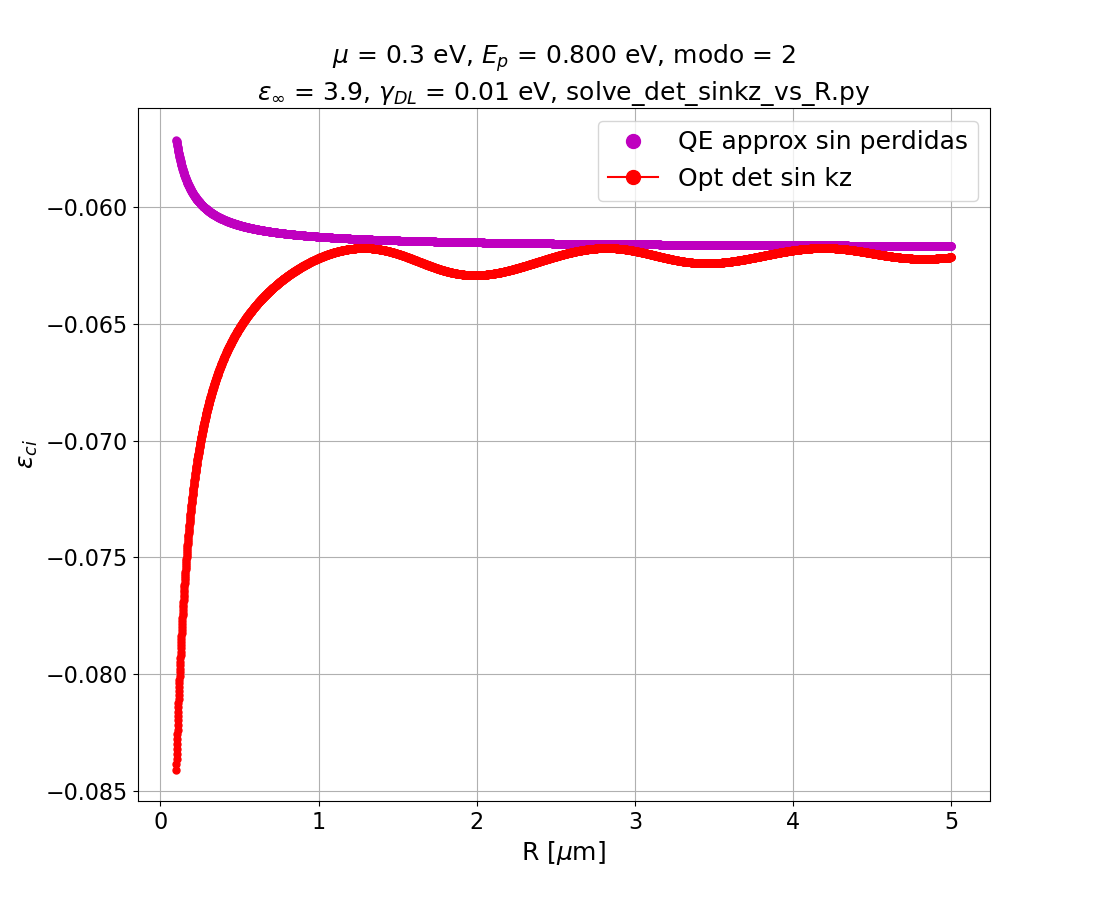 μ = 0.3 eV, E_p = 0.800 eV, modo = 2
ε_∞ = 3.9, γ_DL = 0.01 eV, solve_det_sinkz_vs_R.py
QE approx sin perdidas
Opt det sin kz
−0.060
−0.065
−0.070
−0.075
−0.080
−0.085
ε_ci
0 1 2 3 4 5
R [μm]